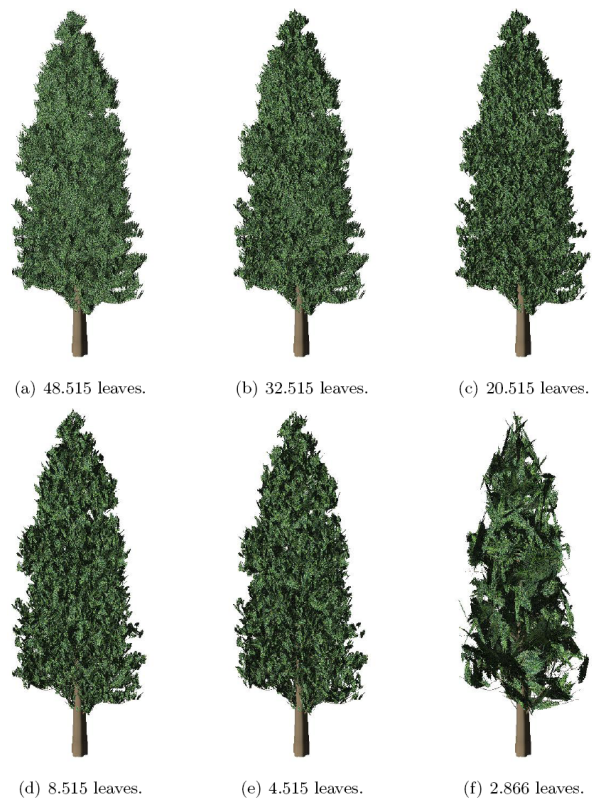 (a) 48.515 leaves.
(b) 32.515 leaves.
(c) 20.515 leaves.
(d) 8.515 leaves.
(e) 4.515 leaves.
(f) 2.866 leaves.